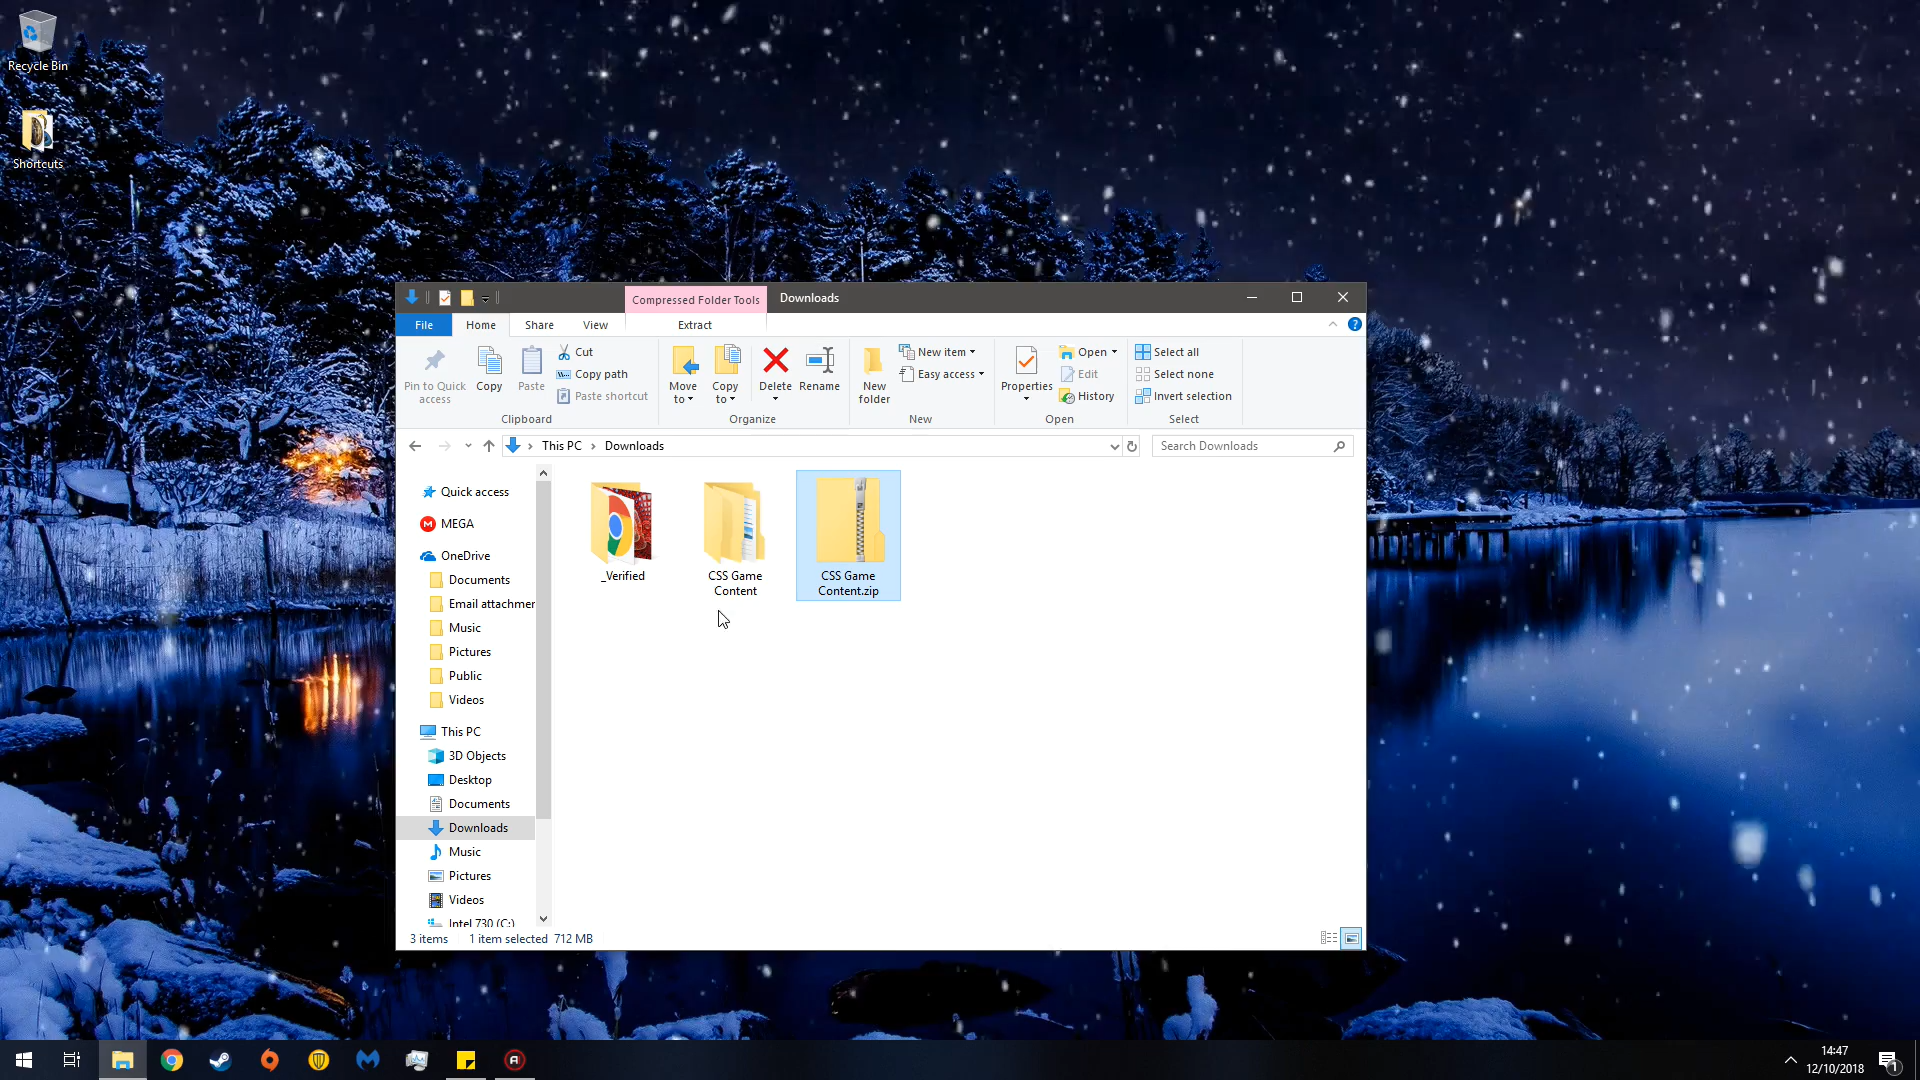 Recycle Bin
Shortcuts
Compressed Folder Tools
Downloads
File
Home
Share
View
Extract
Pin to Quick
access
Copy
Paste
Cut
Copy path
Paste shortcut
Clipboard
Move
to
Copy
to
Delete
Rename
Organize
New
folder
New item
Easy access
New
Properties
Open
Edit
History
Open
Select all
Select none
Invert selection
Select
This PC
Downloads
Search Downloads
Quick access
MEGA
OneDrive
Documents
Email attachmen
Music
Pictures
Public
Videos
This PC
3D Objects
Desktop
Documents
Downloads
Music
Pictures
Videos
Intel 730 (C:)
_Verified
CSS Game
Content
CSS Game
Content.zip
3 items
1 item selected 712 MB
14:47
12/10/2018
1